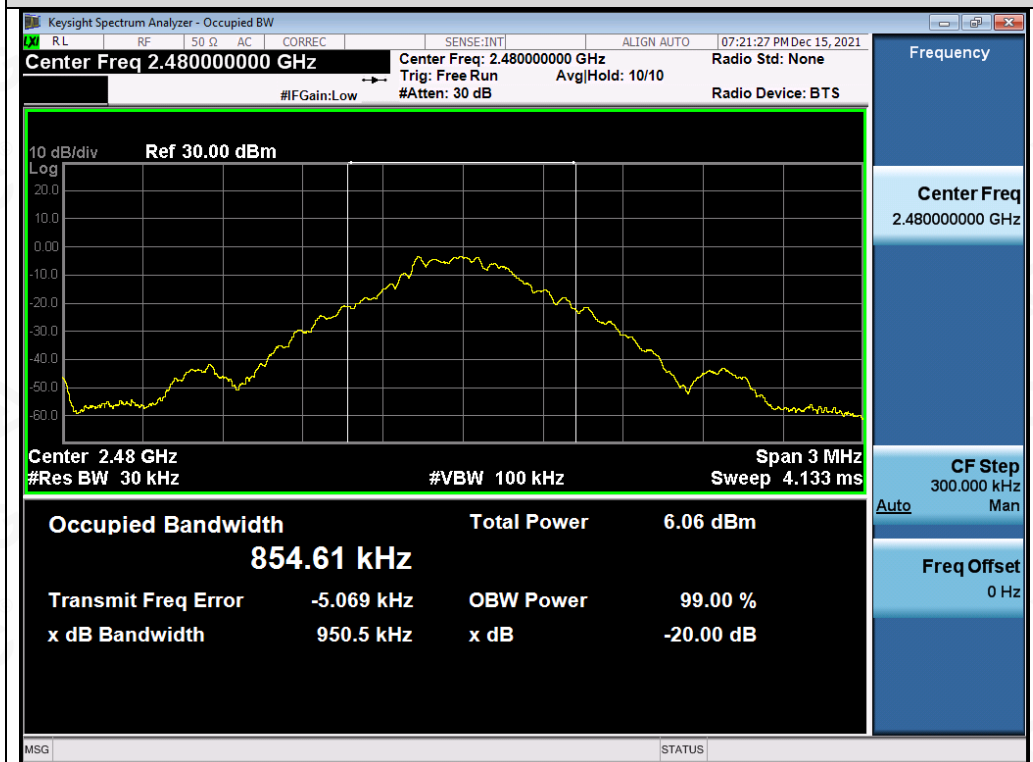 Keysight Spectrum Analyzer - Occupied BW
LXI RL RF 50 Ω AC CORREC SENSE:INT ALIGN AUTO 07:21:27 PM Dec 15, 2021
Center Freq 2.480000000 GHz
Center Freq: 2.480000000 GHz
Radio Std: None
Trig: Free Run Avg|Hold: 10/10
#IFGain:Low
#Atten: 30 dB
Radio Device: BTS
Frequency
10 dB/div Ref 30.00 dBm
Log
20.0
10.0
0.00
-10.0
-20.0
-30.0
-40.0
-50.0
-60.0
Center 2.48 GHz Span 3 MHz
#Res BW 30 kHz #VBW 100 kHz Sweep 4.133 ms
Center Freq
2.480000000 GHz
CF Step
300.000 kHz
Auto Man
Freq Offset
0 Hz
Occupied Bandwidth Total Power 6.06 dBm
854.61 kHz
Transmit Freq Error -5.069 kHz OBW Power 99.00 %
x dB Bandwidth 950.5 kHz x dB -20.00 dB
MSG STATUS